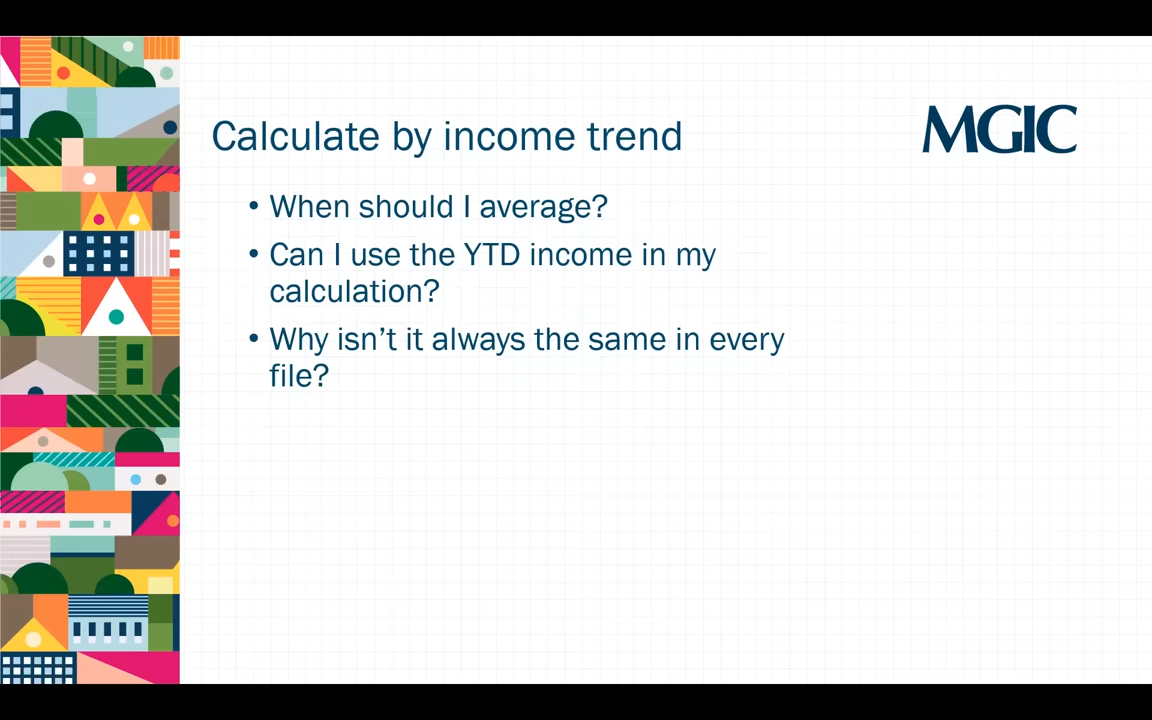 MGIC
Calculate by income trend
• When should I average?
• Can I use the YTD income in my
calculation?
• Why isn’t it always the same in every
file?